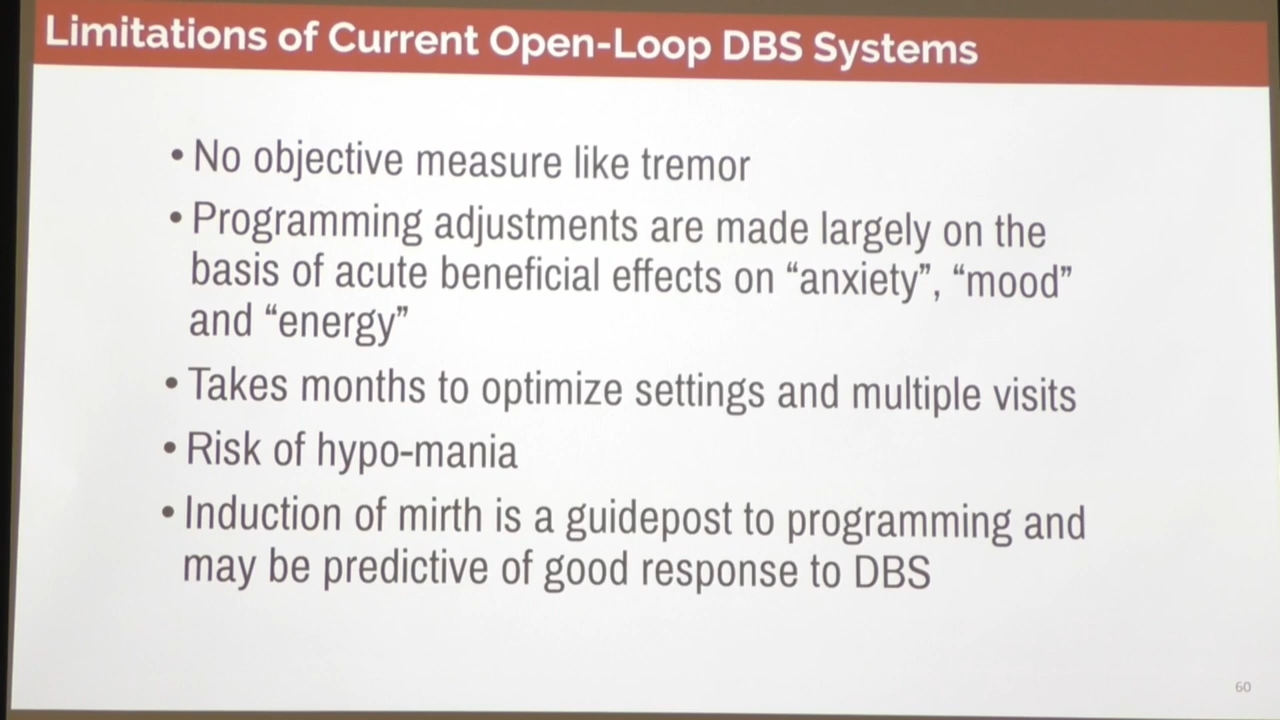 Limitations of Current Open-Loop DBS Systems
• No objective measure like tremor
• Programming adjustments are made largely on the
basis of acute beneficial effects on “anxiety”, “mood”
and “energy”
• Takes months to optimize settings and multiple visits
• Risk of hypo-mania
• Induction of mirth is a guidepost to programming and
may be predictive of good response to DBS
60